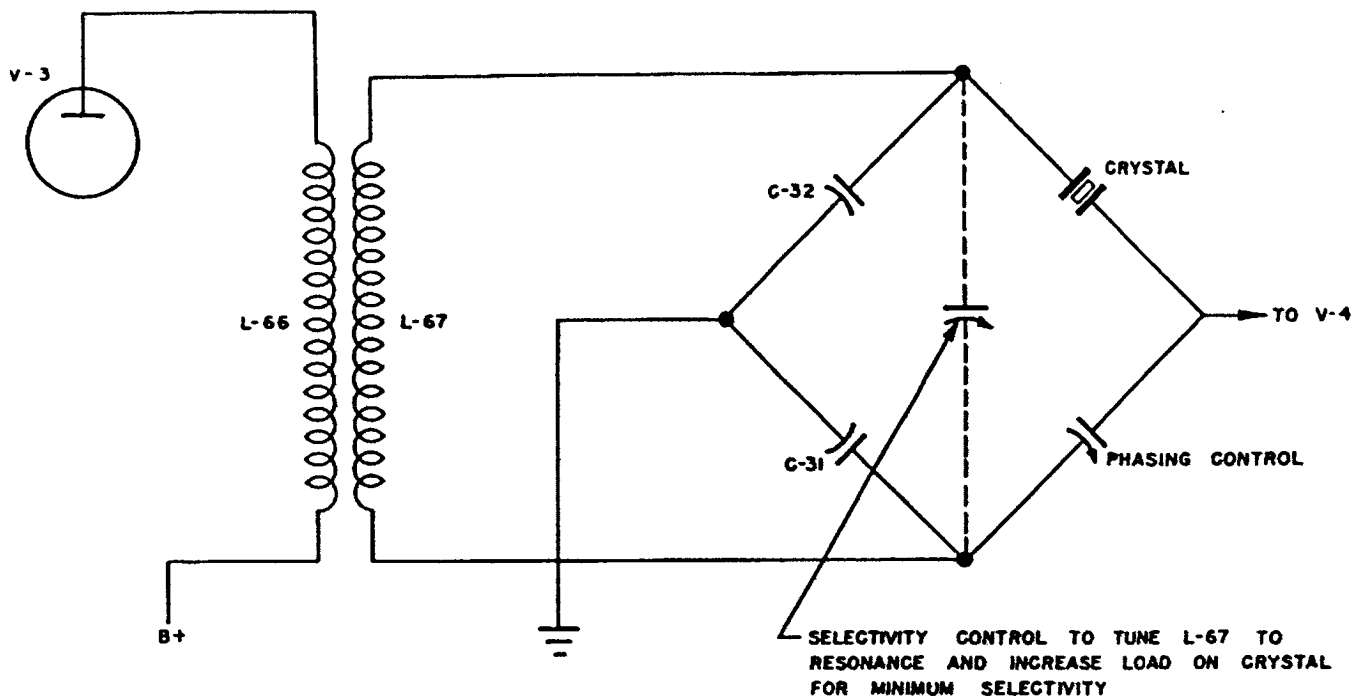 V-3
L-66
L-67
C-32
CRYSTAL
TO V-4
C-31
PHASING CONTROL
B+
SELECTIVITY CONTROL TO TUNE L-67 TO
RESONANCE AND INCREASE LOAD ON CRYSTAL
FOR MINIMUM SELECTIVITY